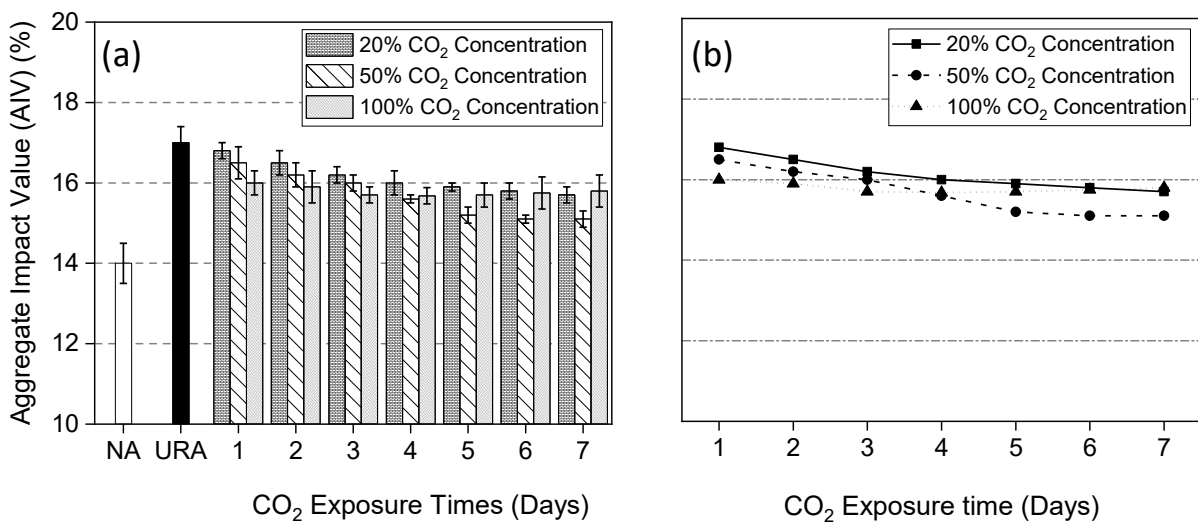 Aggregate Impact Value (AIV) (%)
20
18
16
14
12
10
(a)
20% CO₂ Concentration
50% CO₂ Concentration
100% CO₂ Concentration
NA URA 1 2 3 4 5 6 7
CO₂ Exposure Times (Days)
(b)
20% CO₂ Concentration
50% CO₂ Concentration
100% CO₂ Concentration
1 2 3 4 5 6 7
CO₂ Exposure time (Days)